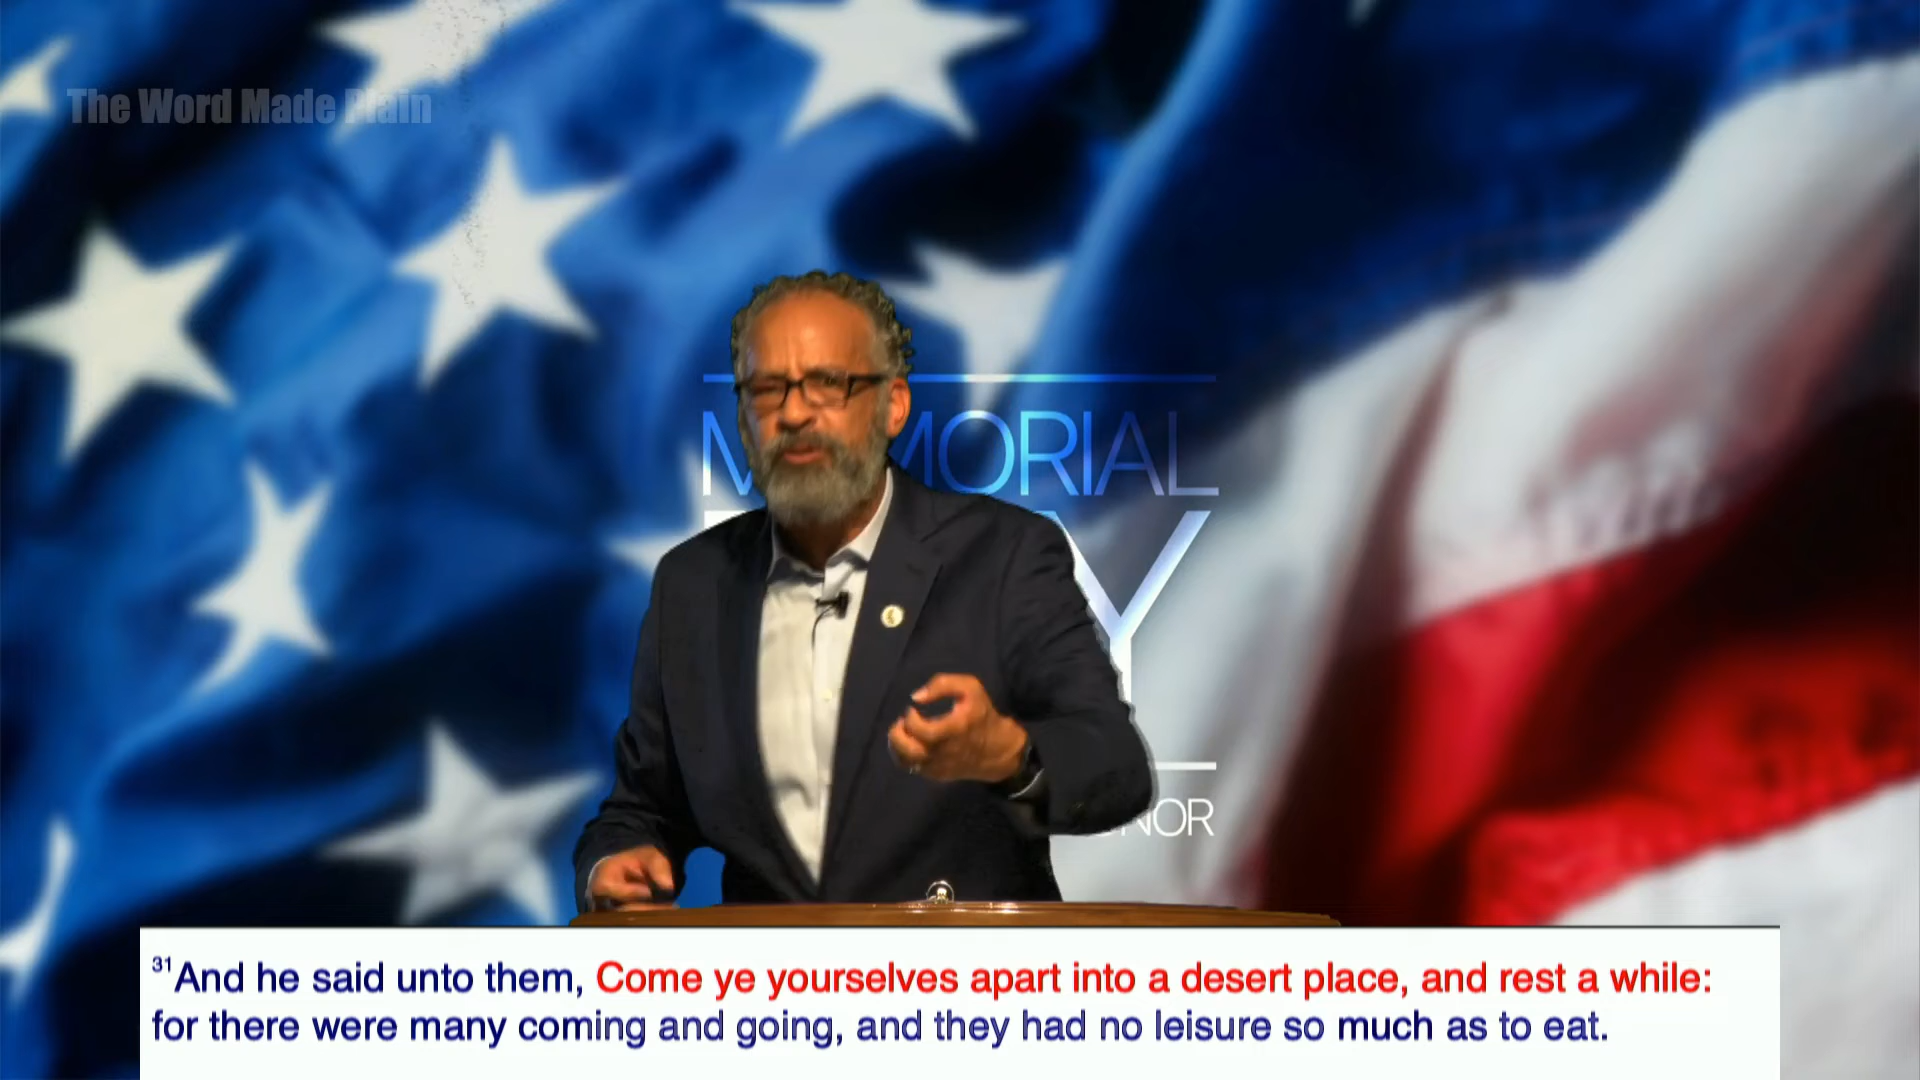 The Word Made Plain
MORIAL
Y
NOR
³¹And he said unto them, Come ye yourselves apart into a desert place, and rest a while:
for there were many coming and going, and they had no leisure so much as to eat.